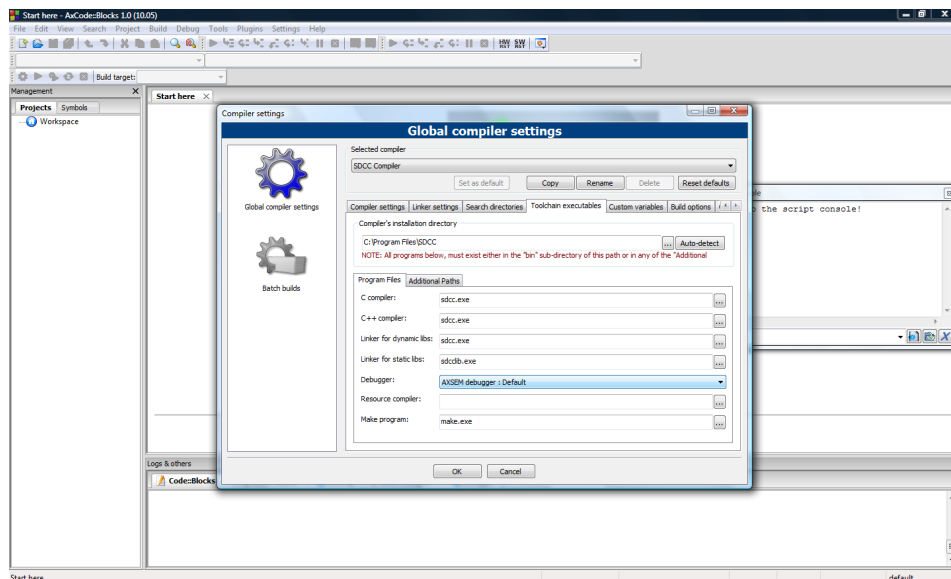 Start here - AxCode::Blocks 1.0 (10.05)
File Edit View Search Project Build Debug Tools Plugins Settings Help
HW RST SW RST
Build target:
Management
Start here
Projects Symbols
Workspace
Compiler settings
Global compiler settings
Selected compiler
SDCC Compiler
Set as default Copy Rename Delete Reset defaults
Global compiler settings
Compiler settings Linker settings Search directories Toolchain executables Custom variables Build options
Compiler's installation directory
C:\Program Files\SDCC ... Auto-detect
NOTE: All programs below, must exist either in the "bin" sub-directory of this path or in any of the "Additional
Batch builds
Program Files Additional Paths
C compiler: sdcc.exe ...
C++ compiler: sdcc.exe ...
Linker for dynamic libs: sdcc.exe ...
Linker for static libs: sdcclib.exe ...
Debugger: AXSEM debugger : Default
Resource compiler: ...
Make program: make.exe ...
OK Cancel
the script console!
Logs & others
Code::Blocks
Start here
default